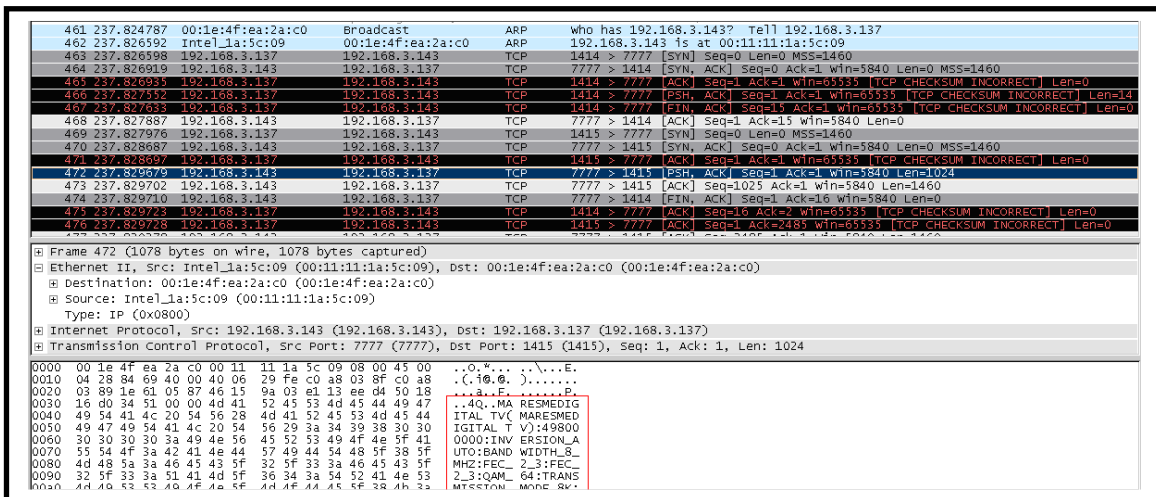 461 237.824787 00:1e:4f:ea:2a:c0 Broadcast ARP Who has 192.168.3.143? Tell 192.168.3.137
462 237.826592 Intel_1a:5c:09 00:1e:4f:ea:2a:c0 ARP 192.168.3.143 is at 00:11:11:1a:5c:09
463 237.826598 192.168.3.137 192.168.3.143 TCP 1414 > 7777 [SYN] Seq=0 Len=0 MSS=1460
464 237.826919 192.168.3.143 192.168.3.137 TCP 7777 > 1414 [SYN, ACK] Seq=0 Ack=1 Win=5840 Len=0 MSS=1460
465 237.826935 192.168.3.137 192.168.3.143 TCP 1414 > 7777 [ACK] Seq=1 Ack=1 Win=65535 [TCP CHECKSUM INCORRECT] Len=0
466 237.827552 192.168.3.137 192.168.3.143 TCP 1414 > 7777 [PSH, ACK] Seq=1 Ack=1 Win=65535 [TCP CHECKSUM INCORRECT] Len=14
467 237.827633 192.168.3.137 192.168.3.143 TCP 1414 > 7777 [FIN, ACK] Seq=15 Ack=1 Win=65535 [TCP CHECKSUM INCORRECT] Len=0
468 237.827887 192.168.3.143 192.168.3.137 TCP 7777 > 1414 [ACK] Seq=1 Ack=15 Win=5840 Len=0
469 237.827976 192.168.3.137 192.168.3.143 TCP 1415 > 7777 [SYN] Seq=0 Len=0 MSS=1460
470 237.828687 192.168.3.143 192.168.3.137 TCP 7777 > 1415 [SYN, ACK] Seq=0 Ack=1 Win=5840 Len=0 MSS=1460
471 237.828697 192.168.3.137 192.168.3.143 TCP 1415 > 7777 [ACK] Seq=1 Ack=1 Win=65535 [TCP CHECKSUM INCORRECT] Len=0
472 237.829679 192.168.3.143 192.168.3.137 TCP 7777 > 1415 [PSH, ACK] Seq=1 Ack=1 Win=5840 Len=1024
473 237.829702 192.168.3.143 192.168.3.137 TCP 7777 > 1415 [ACK] Seq=1025 Ack=1 Win=5840 Len=1460
474 237.829710 192.168.3.143 192.168.3.137 TCP 7777 > 1414 [FIN, ACK] Seq=1 Ack=16 Win=5840 Len=0
475 237.829723 192.168.3.137 192.168.3.143 TCP 1414 > 7777 [ACK] Seq=16 Ack=2 Win=65535 [TCP CHECKSUM INCORRECT] Len=0
476 237.829728 192.168.3.137 192.168.3.143 TCP 1415 > 7777 [ACK] Seq=1 Ack=2485 Win=65535 [TCP CHECKSUM INCORRECT] Len=0
Frame 472 (1078 bytes on wire, 1078 bytes captured)
Ethernet II, Src: Intel_1a:5c:09 (00:11:11:1a:5c:09), Dst: 00:1e:4f:ea:2a:c0 (00:1e:4f:ea:2a:c0)
Destination: 00:1e:4f:ea:2a:c0 (00:1e:4f:ea:2a:c0)
Source: Intel_1a:5c:09 (00:11:11:1a:5c:09)
Type: IP (0x0800)
Internet Protocol, Src: 192.168.3.143 (192.168.3.143), Dst: 192.168.3.137 (192.168.3.137)
Transmission Control Protocol, Src Port: 7777 (7777), Dst Port: 1415 (1415), Seq: 1, Ack: 1, Len: 1024
0000 00 1e 4f ea 2a c0 00 11 11 1a 5c 09 08 00 45 00 ..O.*... ..\...E.
0010 04 28 84 69 40 00 40 06 29 fe c0 a8 03 8f c0 a8 .(.i@.@. ).......
0020 03 89 1e 61 05 87 46 15 9a 03 e1 13 ee d4 50 18 ...a..F. ......P.
0030 16 d0 34 51 00 00 4d 41 52 45 53 4d 45 44 49 47 ..4Q..MA RESMEDIG
0040 49 54 41 4c 20 54 56 28 4d 41 52 45 53 4d 45 44 ITAL TV( MARESMED
0050 49 47 49 54 41 4c 20 54 56 29 3a 34 39 38 30 30 IGITAL T V):49800
0060 30 30 30 30 3a 49 4e 56 45 52 53 49 4f 4e 5f 41 0000:INV ERSION_A
0070 55 54 4f 3a 42 41 4e 44 57 49 44 54 48 5f 38 5f UTO:BAND WIDTH_8_
0080 4d 48 5a 3a 46 45 43 5f 32 5f 33 3a 46 45 43 5f MHZ:FEC_ 2_3:FEC_
0090 32 5f 33 3a 51 41 4d 5f 36 34 3a 54 52 41 4e 53 2_3:QAM_ 64:TRANS
00a0 4d 49 53 53 49 4f 4e 5f 4d 4f 44 45 5f 38 4b 3a MISSION_ MODE_8K: